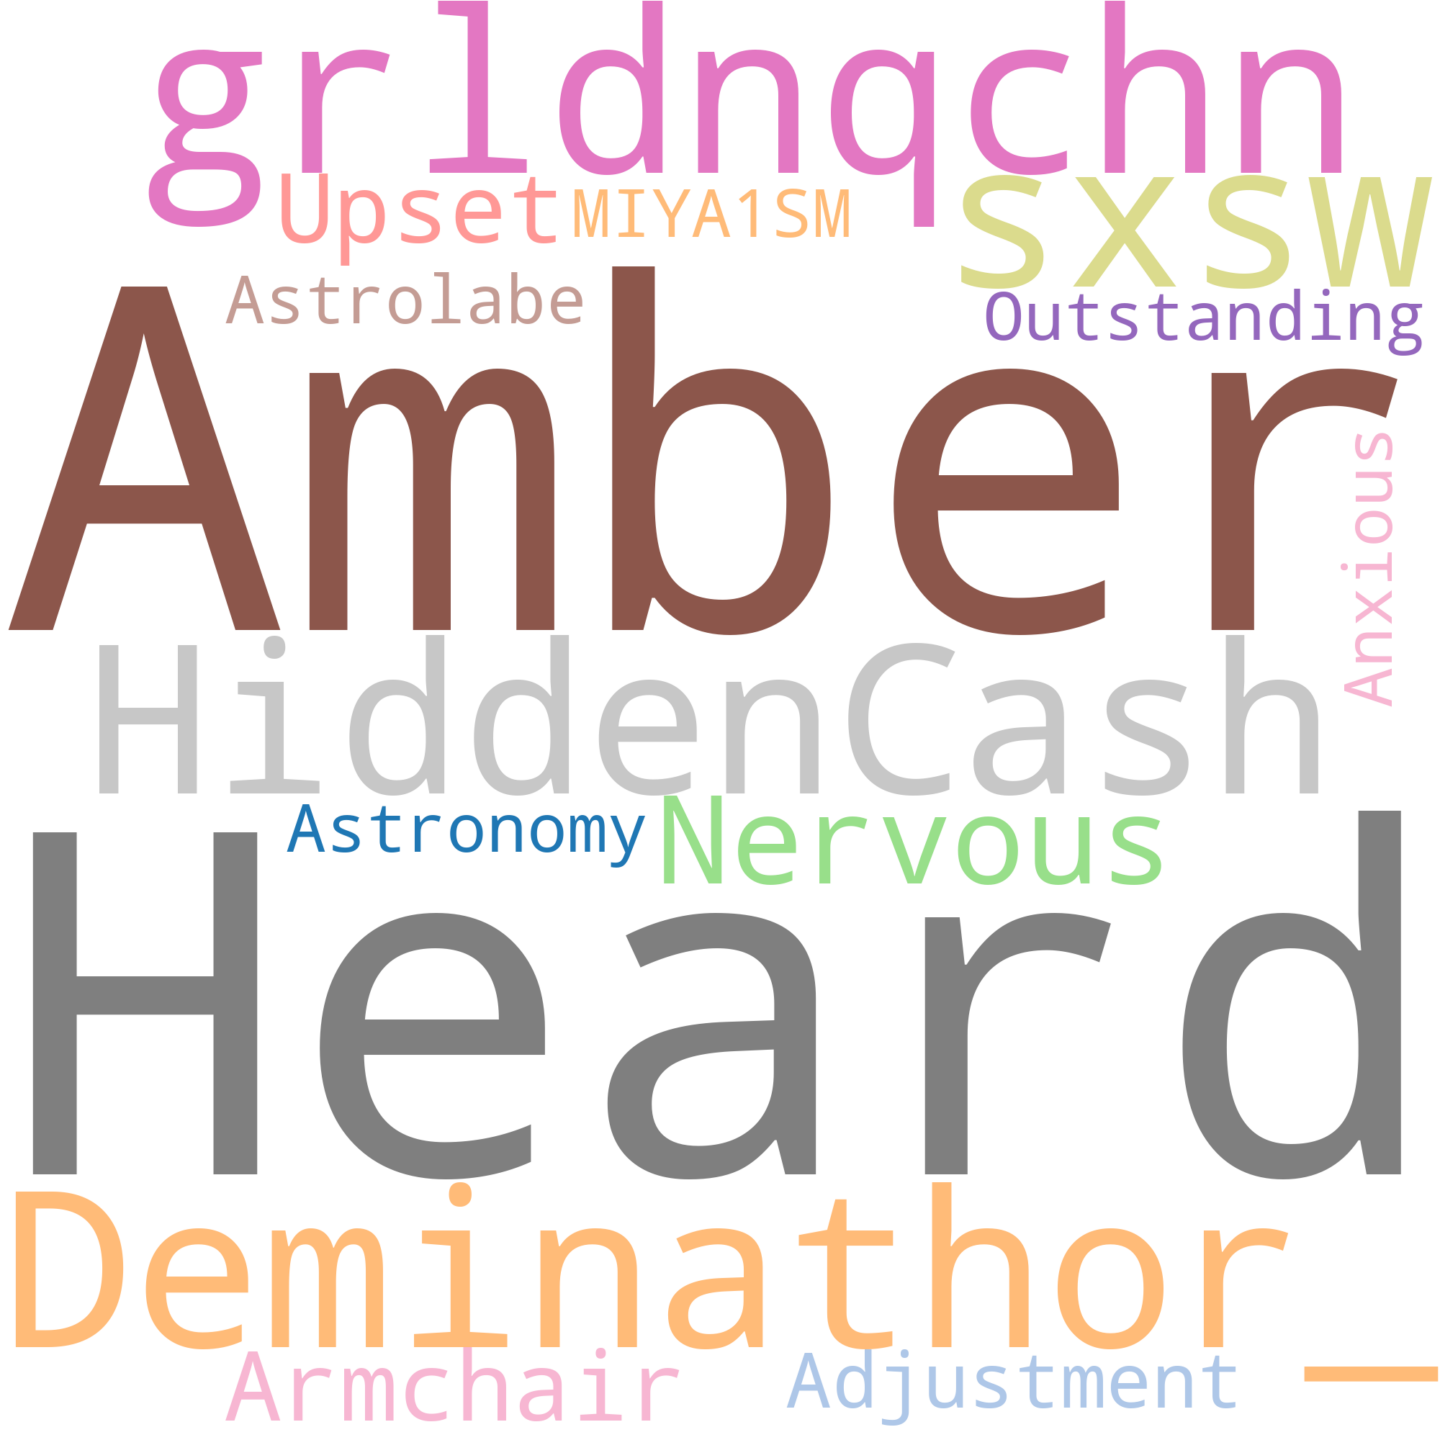 grldnqchn
Upset MIYA1SM sxsw
Astrolabe Outstanding
Amber
Anxious
HiddenCash
Astronomy Nervous
Heard
Deminathor_
Armchair Adjustment